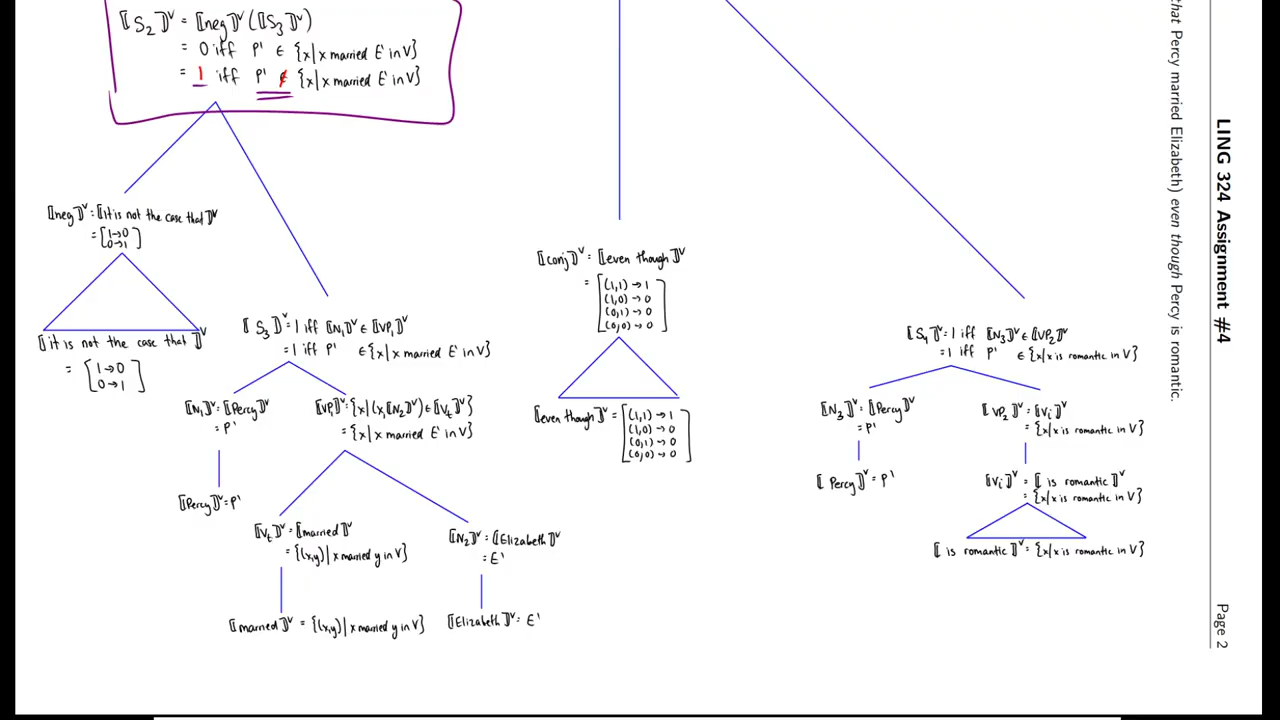 ⟦S₂⟧ⱽ = ⟦neg⟧ⱽ(⟦S₃⟧ⱽ)
= 0 iff P' ∈ {x|x married E' in V}
= 1 iff P' ∉ {x|x married E' in V}
⟦neg⟧ⱽ = ⟦It is not the case that⟧ⱽ
= [1→0
0→1]
⟦it is not the case that⟧ⱽ
= [1→0
0→1]
⟦S₃⟧ⱽ = 1 iff ⟦N₁⟧ⱽ ∈ ⟦VP₁⟧ⱽ
= 1 iff P' ∈ {x|x married E' in V}
⟦N₁⟧ⱽ = ⟦Percy⟧ⱽ
= P'
⟦Percy⟧ⱽ = P'
⟦VP₁⟧ⱽ = {x|(x,⟦N₂⟧ⱽ) ∈ ⟦Vₜ⟧ⱽ}
= {x|x married E' in V}
⟦Vₜ⟧ⱽ = ⟦married⟧ⱽ
= {(x,y)|x married y in V}
⟦married⟧ⱽ = {(x,y)|x married y in V}
⟦N₂⟧ⱽ = ⟦Elizabeth⟧ⱽ
= E'
⟦Elizabeth⟧ⱽ = E'
⟦conj⟧ⱽ = ⟦even though⟧ⱽ
= [(1,1)→1
(1,0)→0
(0,1)→0
(0,0)→0]
⟦even though⟧ⱽ = [(1,1)→1
(1,0)→0
(0,1)→0
(0,0)→0]
⟦S₄⟧ⱽ = 1 iff ⟦N₃⟧ⱽ ∈ ⟦VP₂⟧ⱽ
= 1 iff P' ∈ {x|x is romantic in V}
⟦N₃⟧ⱽ = ⟦Percy⟧ⱽ
= P'
⟦Percy⟧ⱽ = P'
⟦VP₂⟧ⱽ = ⟦Vᵢ⟧ⱽ
= {x|x is romantic in V}
⟦Vᵢ⟧ⱽ = ⟦is romantic⟧ⱽ
= {x|x is romantic in V}
⟦is romantic⟧ⱽ = {x|x is romantic in V}
LING 324 Assignment #4
Page 2
that Percy married Elizabeth) even though Percy is romantic.